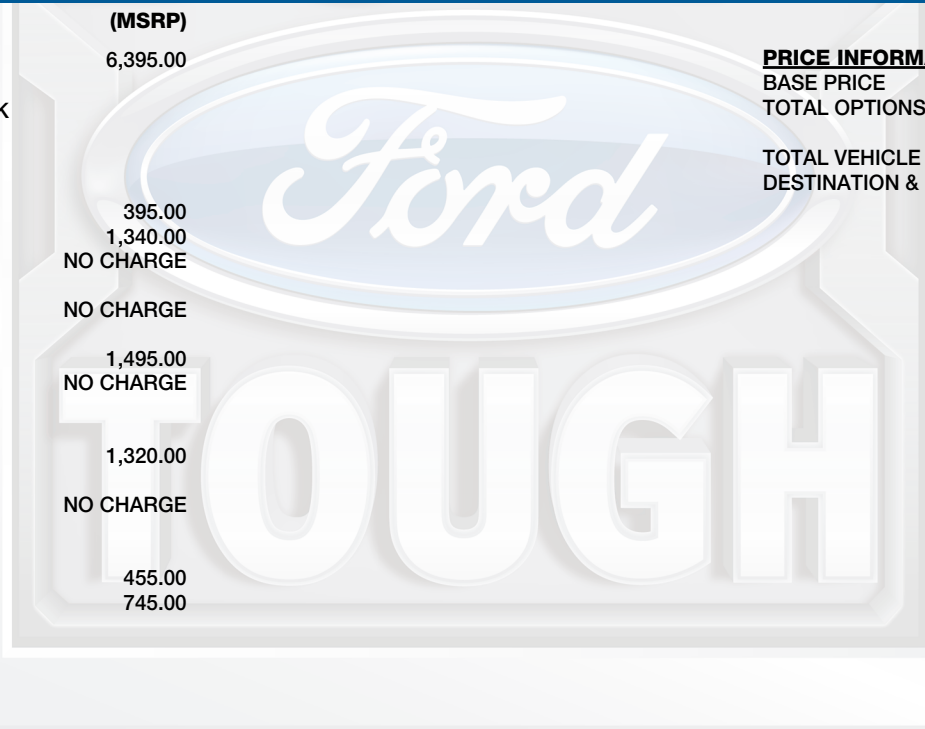 (MSRP)
6,395.00
K
395.00
1,340.00
NO CHARGE
NO CHARGE
1,495.00
NO CHARGE
1,320.00
NO CHARGE
455.00
745.00
PRICE INFORM
BASE PRICE
TOTAL OPTIONS
TOTAL VEHICLE
DESTINATION &
Ford
TOUGH